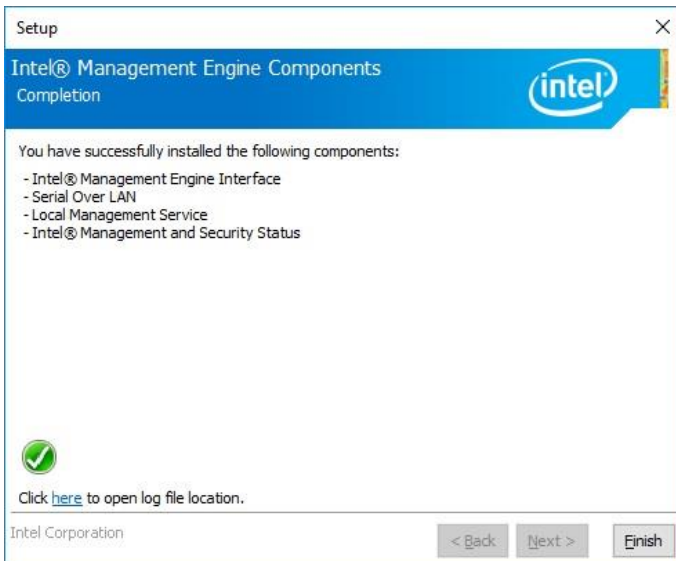 Setup
Intel® Management Engine Components
Completion
intel
You have successfully installed the following components:
- Intel® Management Engine Interface
- Serial Over LAN
- Local Management Service
- Intel® Management and Security Status
Click here to open log file location.
Intel Corporation
< Back Next > Finish